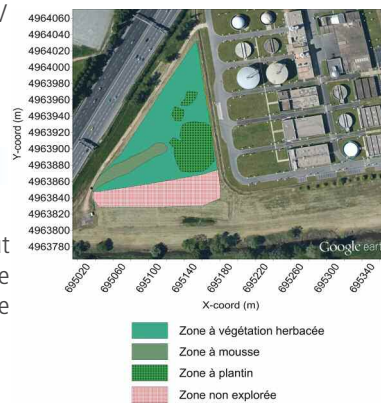 /
4964060
4964040
4964020
4964000
4963980
4963960
4963940
4963920
4963900
4963880
4963860
4963840
4963820
4963800
4963780
Y-coord (m)
nt
e
e
Google earth
695020
695060
695100
695140
695180
695220
695260
695300
695340
X-coord (m)
Zone à végétation herbacée
Zone à mousse
Zone à plantin
Zone non explorée